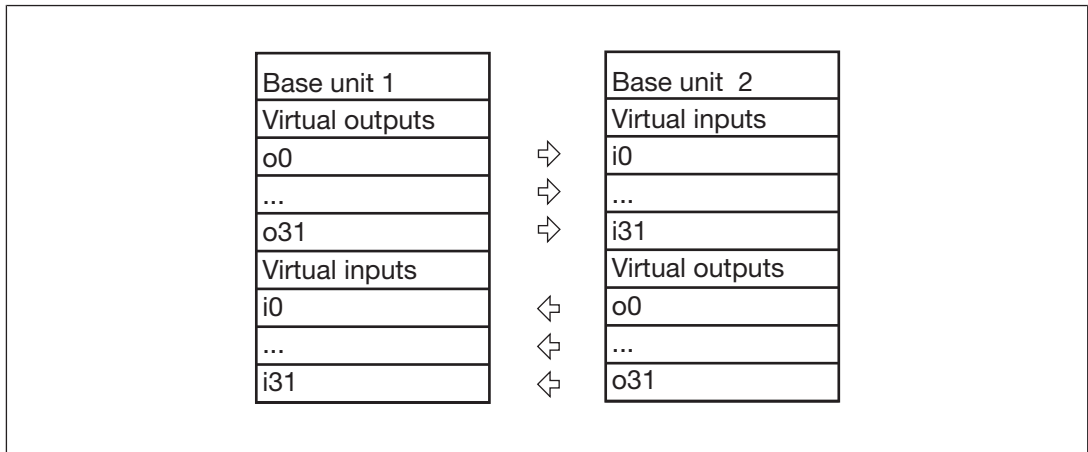 Base unit 1
Virtual outputs
o0
...
o31
Virtual inputs
i0
...
i31
Base unit 2
Virtual inputs
i0
...
i31
Virtual outputs
o0
...
o31